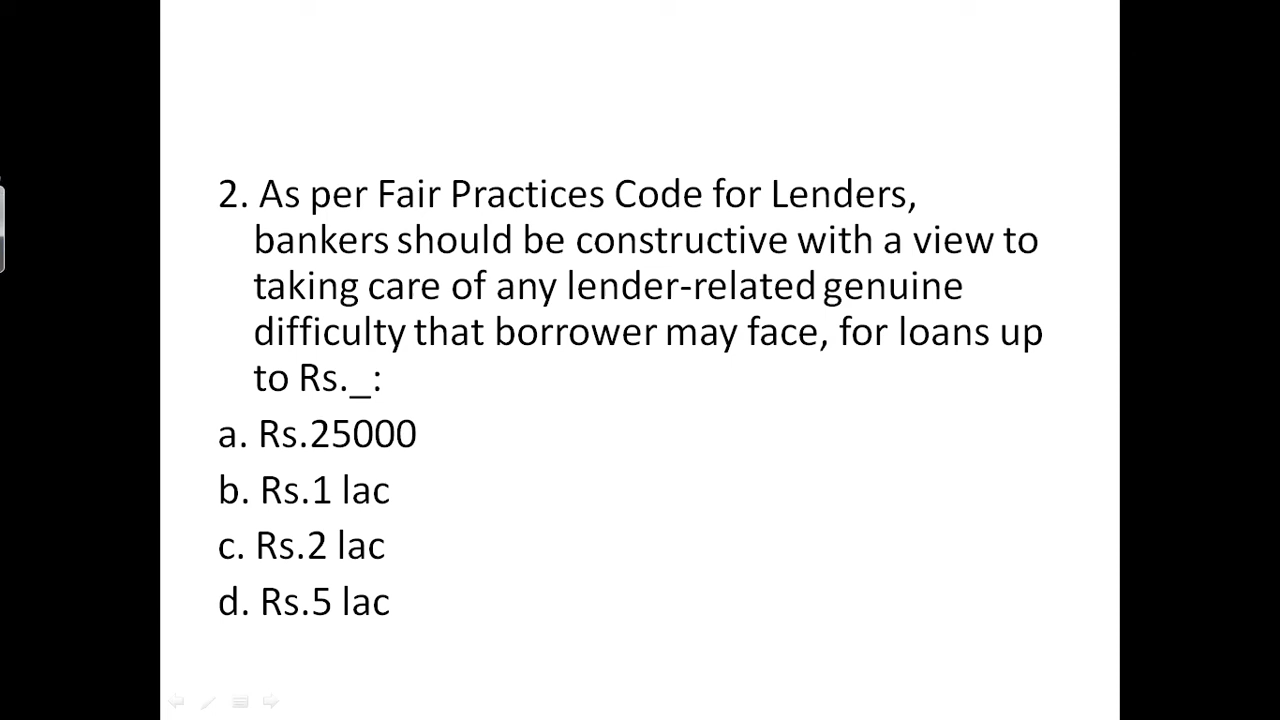 2. As per Fair Practices Code for Lenders,
bankers should be constructive with a view to
taking care of any lender-related genuine
difficulty that borrower may face, for loans up
to Rs._:
a. Rs.25000
b. Rs.1 lac
c. Rs.2 lac
d. Rs.5 lac